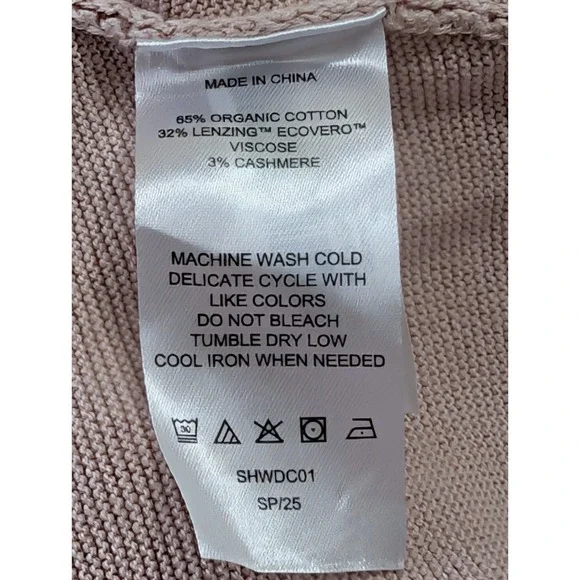 MADE IN CHINA
65% ORGANIC COTTON
32% LENZING™ ECOVERO™
VISCOSE
3% CASHMERE
MACHINE WASH COLD
DELICATE CYCLE WITH
LIKE COLORS
DO NOT BLEACH
TUMBLE DRY LOW
COOL IRON WHEN NEEDED
30
SHWDC01
SP/25